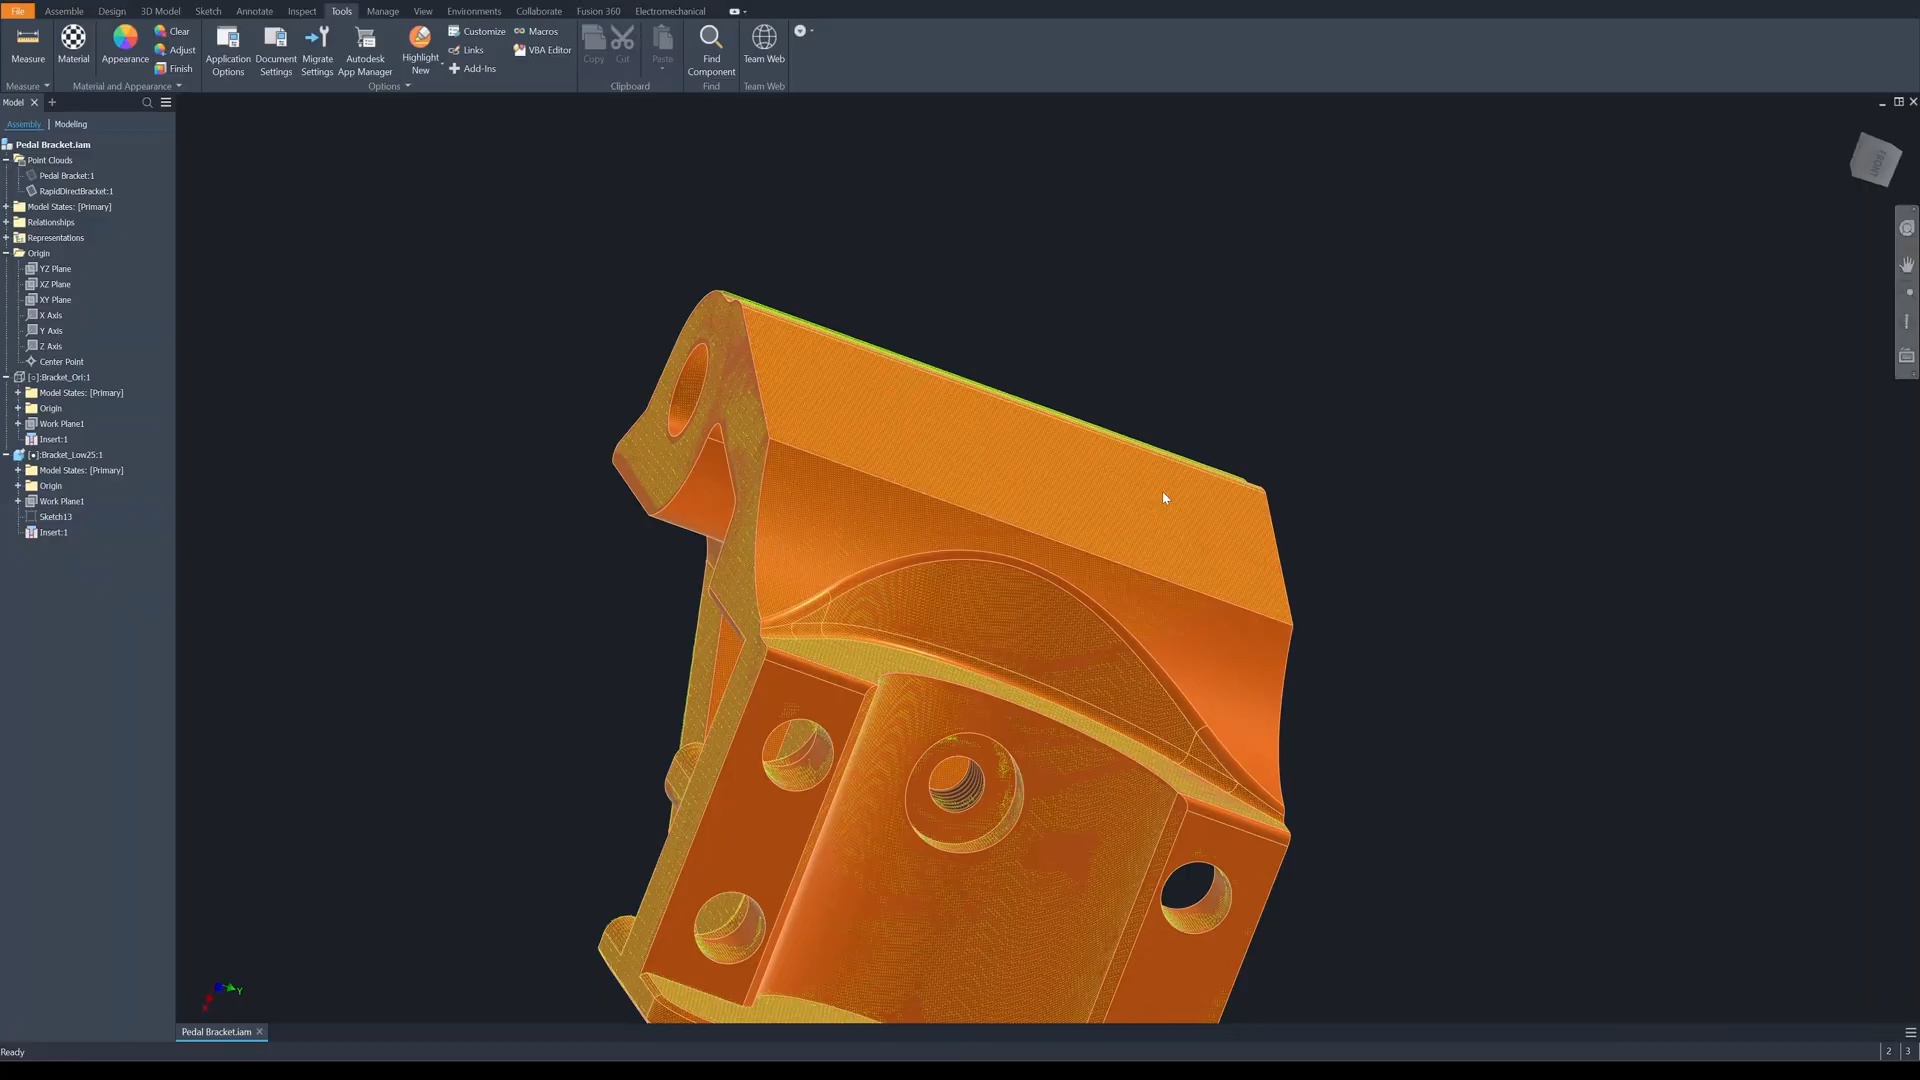 File Assemble Design 3D Model Sketch Annotate Inspect Tools Manage View Environments Collaborate Fusion 360 Electromechanical
Measure
Material
Appearance
Clear
Adjust
Finish
Application Options
Document Settings
Migrate Settings
Autodesk App Manager
Highlight New
Customize
Links
Add-Ins
Macros
VBA Editor
Copy
Cut
Paste
Find Component
Team Web
Measure Material and Appearance Options Clipboard Find Team Web
Model
Assembly | Modeling
Pedal Bracket.iam
Point Clouds
Pedal Bracket:1
RapidDirectBracket:1
Model States: [Primary]
Relationships
Representations
Origin
YZ Plane
XZ Plane
XY Plane
X Axis
Y Axis
Z Axis
Center Point
[○]:Bracket_Ori:1
Model States: [Primary]
Origin
Work Plane1
Insert:1
[●]:Bracket_Low25:1
Model States: [Primary]
Origin
Work Plane1
Sketch13
Insert:1
FRONT
Y
Pedal Bracket.iam
Ready
2 3